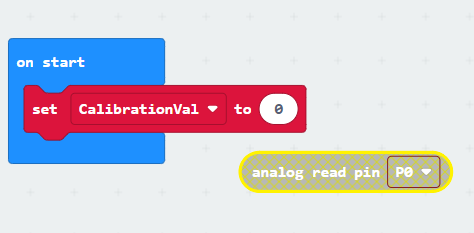 on start
set CalibrationVal to 0
analog read pin P0